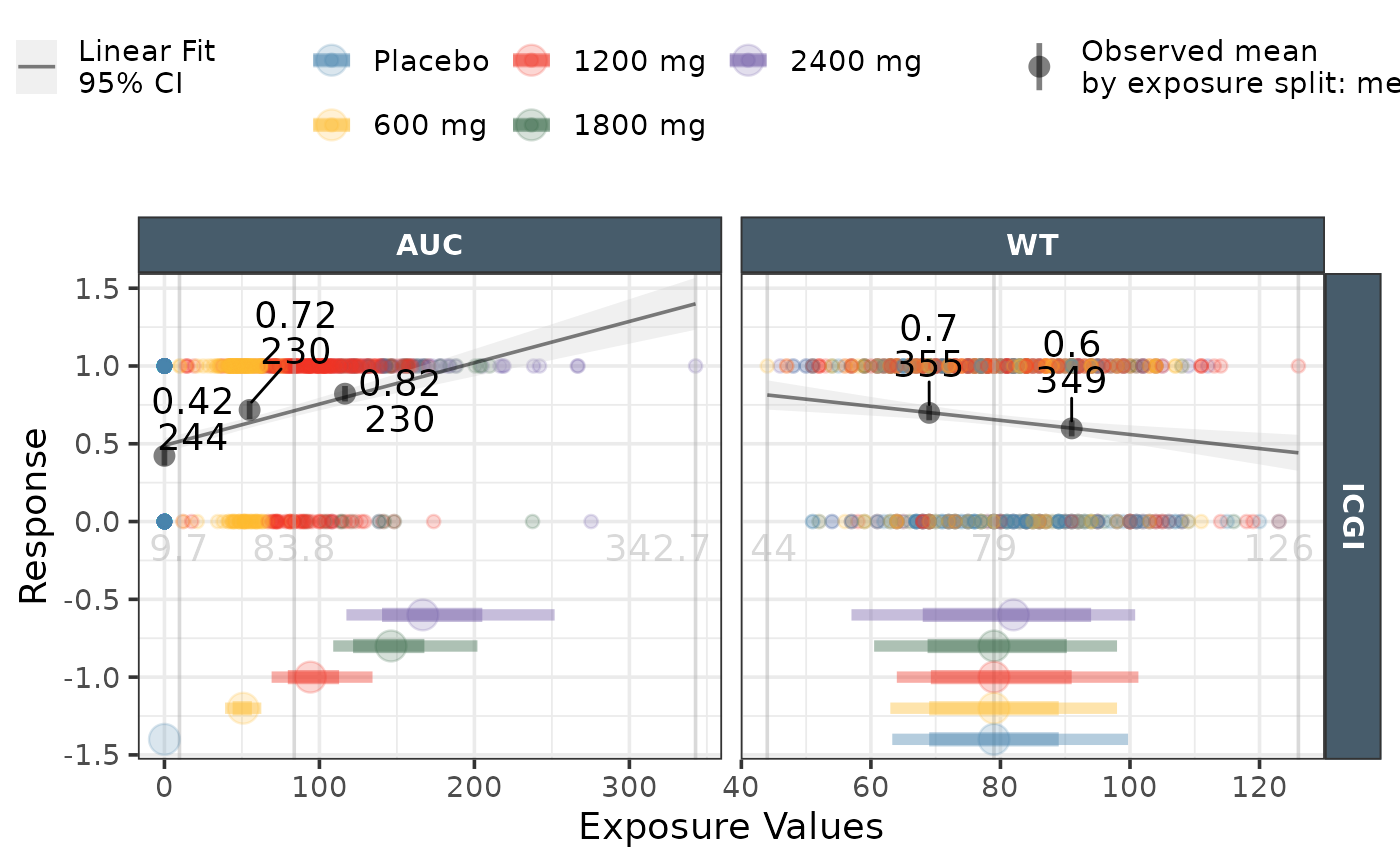 Linear Fit
95% CI
Placebo
1200 mg
2400 mg
600 mg
1800 mg
Observed mean
by exposure split: me
AUC
WT
ICGI
Response
1.5
1.0
0.5
0.0
-0.5
-1.0
-1.5
0.72
230
0.42
244
0.82
230
9.7
83.8
342.7
0.7
355
0.6
349
44
79
126
0
100
200
300
40
60
80
100
120
Exposure Values